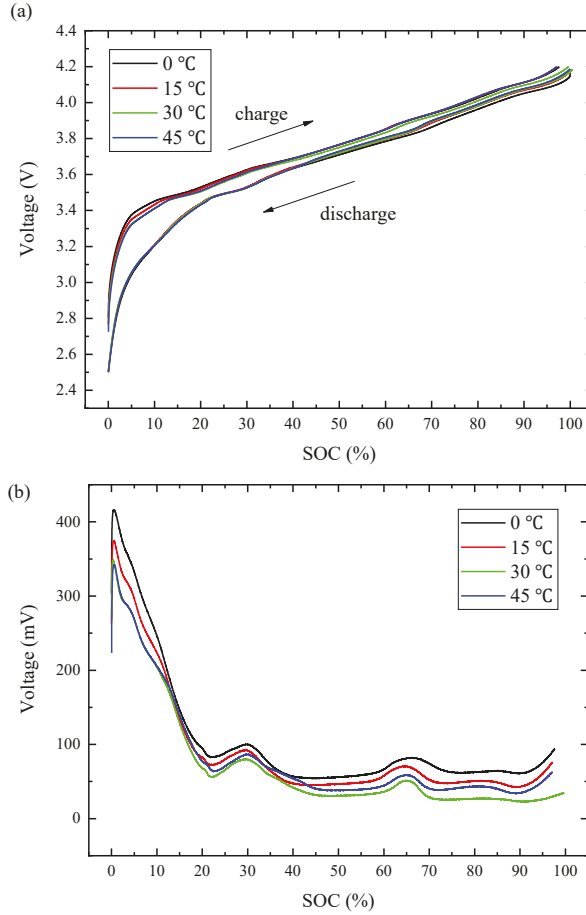 (a)
4.4
4.2
4.0
3.8
3.6
3.4
3.2
3.0
2.8
2.6
2.4
Voltage (V)
0 ℃
15 ℃
30 ℃
45 ℃
charge
discharge
0 10 20 30 40 50 60 70 80 90 100
SOC (%)
(b)
400
300
200
100
0
Voltage (mV)
0 ℃
15 ℃
30 ℃
45 ℃
0 10 20 30 40 50 60 70 80 90 100
SOC (%)